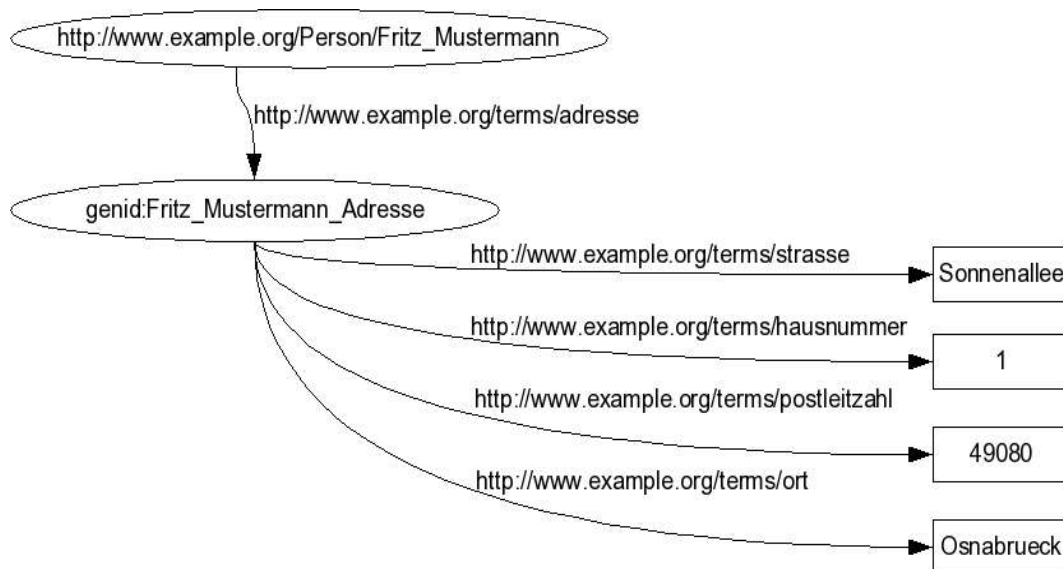 http://www.example.org/Person/Fritz_Mustermann
http://www.example.org/terms/adresse
genid:Fritz_Mustermann_Adresse
http://www.example.org/terms/strasse
Sonnenallee
http://www.example.org/terms/hausnummer
1
http://www.example.org/terms/postleitzahl
49080
http://www.example.org/terms/ort
Osnabrueck